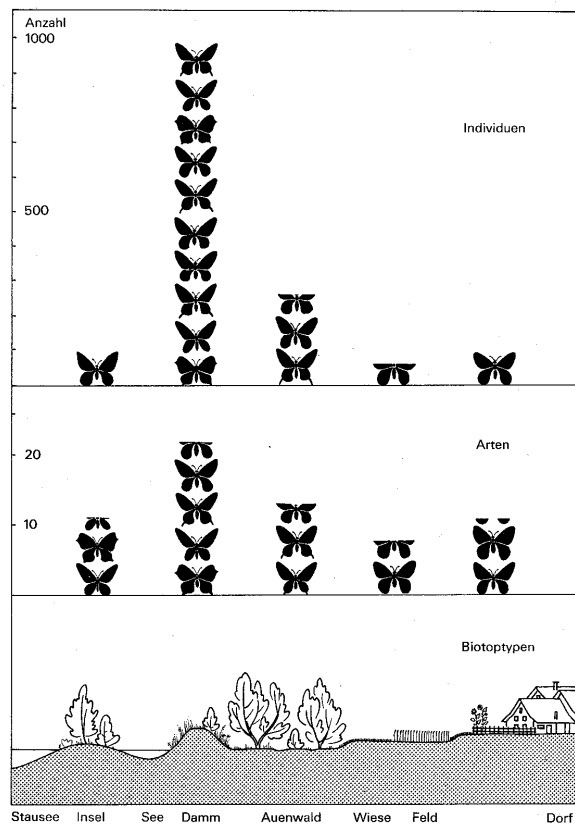 Anzahl
1000
Individuen
500
20
Arten
10
Biotoptypen
Stausee Insel See Damm Auenwald Wiese Feld Dorf